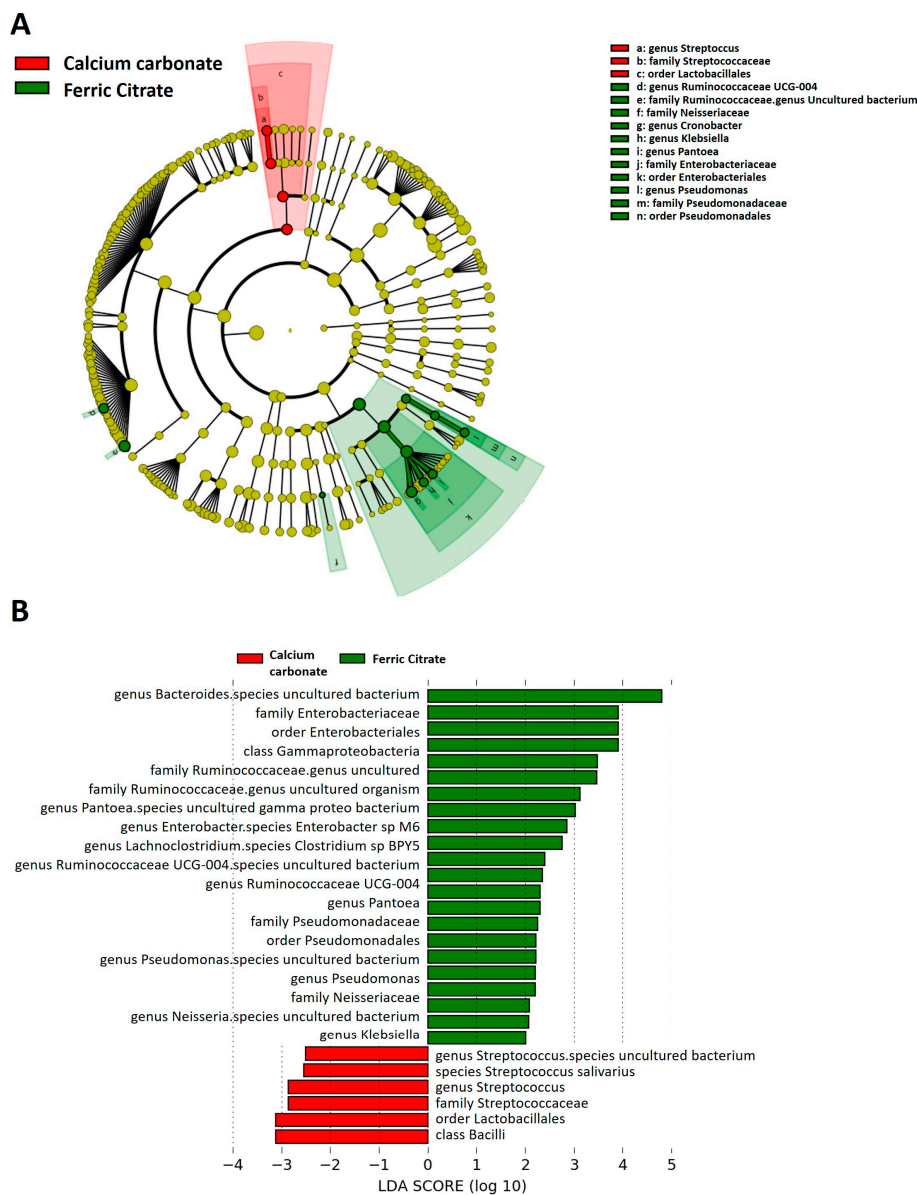 A
Calcium carbonate
Ferric Citrate
a: genus Streptoccus
b: family Streptococcaceae
c: order Lactobacillales
d: genus Ruminococcaceae UCG-004
e: family Ruminococcaceae.genus Uncultured bacterium
f: family Neisseriaceae
g: genus Cronobacter
h: genus Klebsiella
i: genus Pantoea
j: family Enterobacteriaceae
k: order Enterobacteriales
l: genus Pseudomonas
m: family Pseudomonadaceae
n: order Pseudomonadales
c
b
a
d
e
f
g
j
k
l
m
n
B
Calcium
carbonate
Ferric Citrate
genus Bacteroides.species uncultured bacterium
family Enterobacteriaceae
order Enterobacteriales
class Gammaproteobacteria
family Ruminococcaceae.genus uncultured
family Ruminococcaceae.genus uncultured organism
genus Pantoea.species uncultured gamma proteo bacterium
genus Enterobacter.species Enterobacter sp M6
genus Lachnoclostridium.species Clostridium sp BPY5
genus Ruminococcaceae UCG-004.species uncultured bacterium
genus Ruminococcaceae UCG-004
genus Pantoea
family Pseudomonadaceae
order Pseudomonadales
genus Pseudomonas.species uncultured bacterium
genus Pseudomonas
family Neisseriaceae
genus Neisseria.species uncultured bacterium
genus Klebsiella
genus Streptococcus.species uncultured bacterium
species Streptococcus salivarius
genus Streptococcus
family Streptococcaceae
order Lactobacillales
class Bacilli
−4 −3 −2 −1 0 1 2 3 4 5
LDA SCORE (log 10)